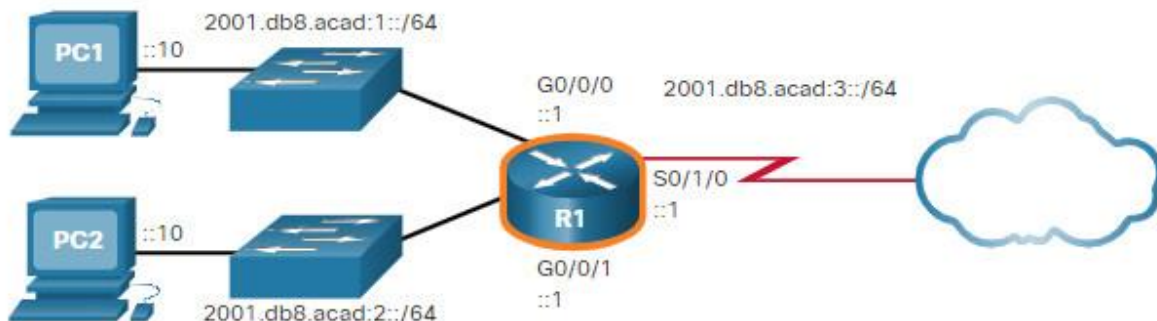 2001.db8.acad:1::/64
PC1
::10
G0/0/0
::1
2001.db8.acad:3::/64
S0/1/0
::1
R1
PC2
::10
G0/0/1
::1
2001.db8.acad:2::/64